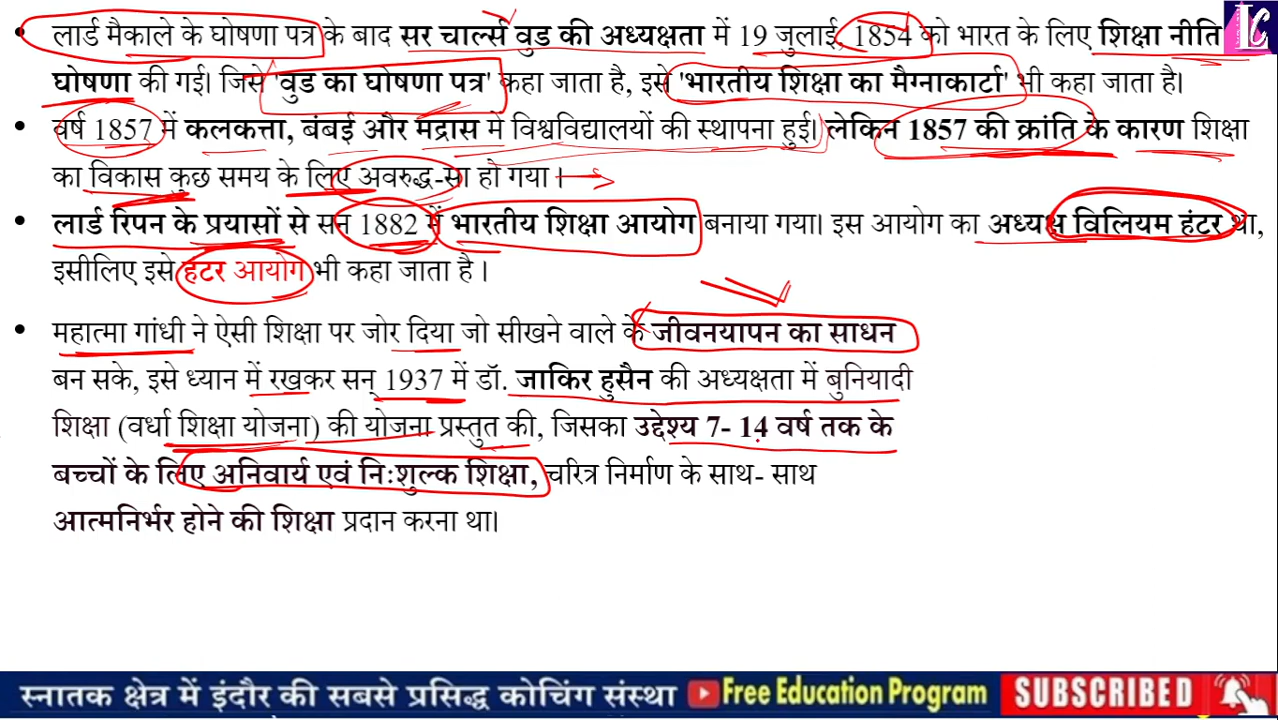 • लार्ड मैकाले के घोषणा पत्र के बाद सर चार्ल्स वुड की अध्यक्षता में 19 जुलाई, 1854 को भारत के लिए शिक्षा नीति
घोषणा की गई। जिसे 'वुड का घोषणा पत्र' कहा जाता है, इसे 'भारतीय शिक्षा का मैग्नाकार्टा' भी कहा जाता है।
• वर्ष 1857 में कलकत्ता, बंबई और मद्रास में विश्वविद्यालयों की स्थापना हुई। लेकिन 1857 की क्रांति के कारण शिक्षा
का विकास कुछ समय के लिए अवरुद्ध-सा हो गया ।
• लार्ड रिपन के प्रयासों से सन 1882 में भारतीय शिक्षा आयोग बनाया गया। इस आयोग का अध्यक्ष विलियम हंटर था,
इसीलिए इसे हंटर आयोग भी कहा जाता है ।
• महात्मा गांधी ने ऐसी शिक्षा पर जोर दिया जो सीखने वाले के जीवनयापन का साधन
बन सके, इसे ध्यान में रखकर सन् 1937 में डॉ. जाकिर हुसैन की अध्यक्षता में बुनियादी
शिक्षा (वर्धा शिक्षा योजना) की योजना प्रस्तुत की, जिसका उद्देश्य 7- 14 वर्ष तक के
बच्चों के लिए अनिवार्य एवं निःशुल्क शिक्षा, चरित्र निर्माण के साथ- साथ
आत्मनिर्भर होने की शिक्षा प्रदान करना था।
स्नातक क्षेत्र में इंदौर की सबसे प्रसिद्ध कोचिंग संस्था Free Education Program SUBSCRIBED